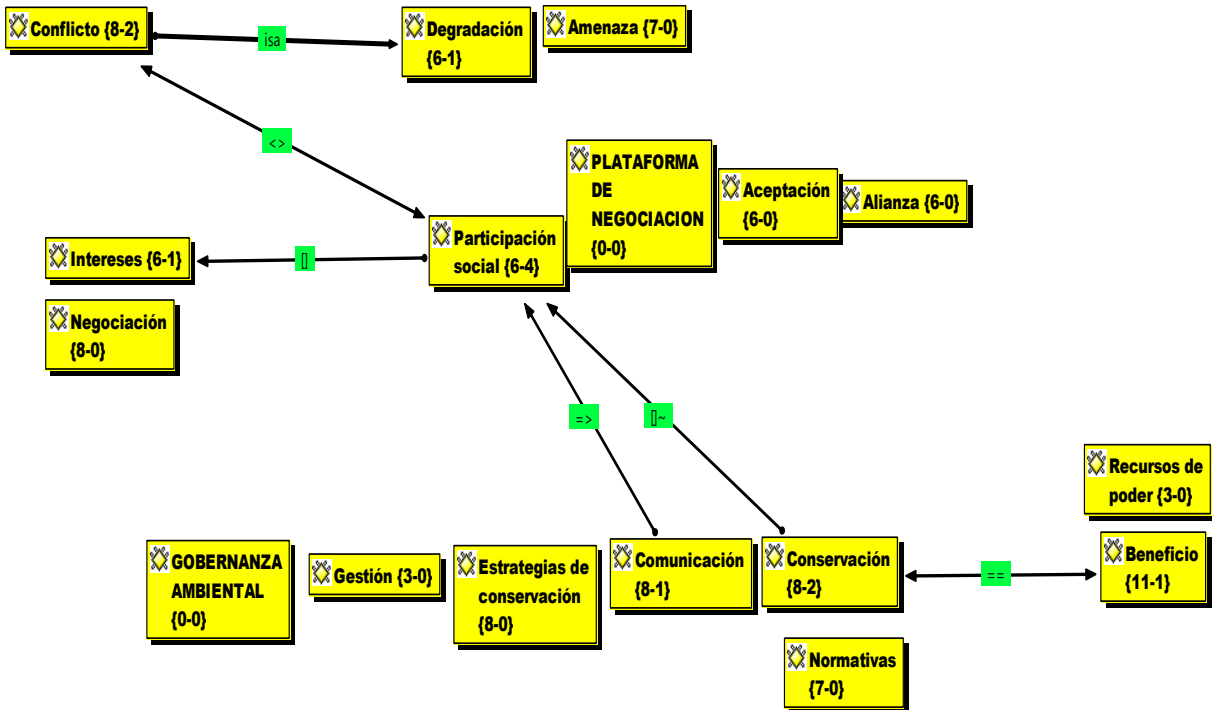 Conflicto {8-2}
isa
Degradación
{6-1}
Amenaza {7-0}
<>
PLATAFORMA
DE
NEGOCIACION
{0-0}
Aceptación
{6-0}
Alianza {6-0}
Participación
social {6-4}
Intereses {6-1}
[]
Negociación
{8-0}
=>
[]~
Recursos de
poder {3-0}
GOBERNANZA
AMBIENTAL
{0-0}
Gestión {3-0}
Estrategias de
conservación
{8-0}
Comunicación
{8-1}
Conservación
{8-2}
==
Beneficio
{11-1}
Normativas
{7-0}